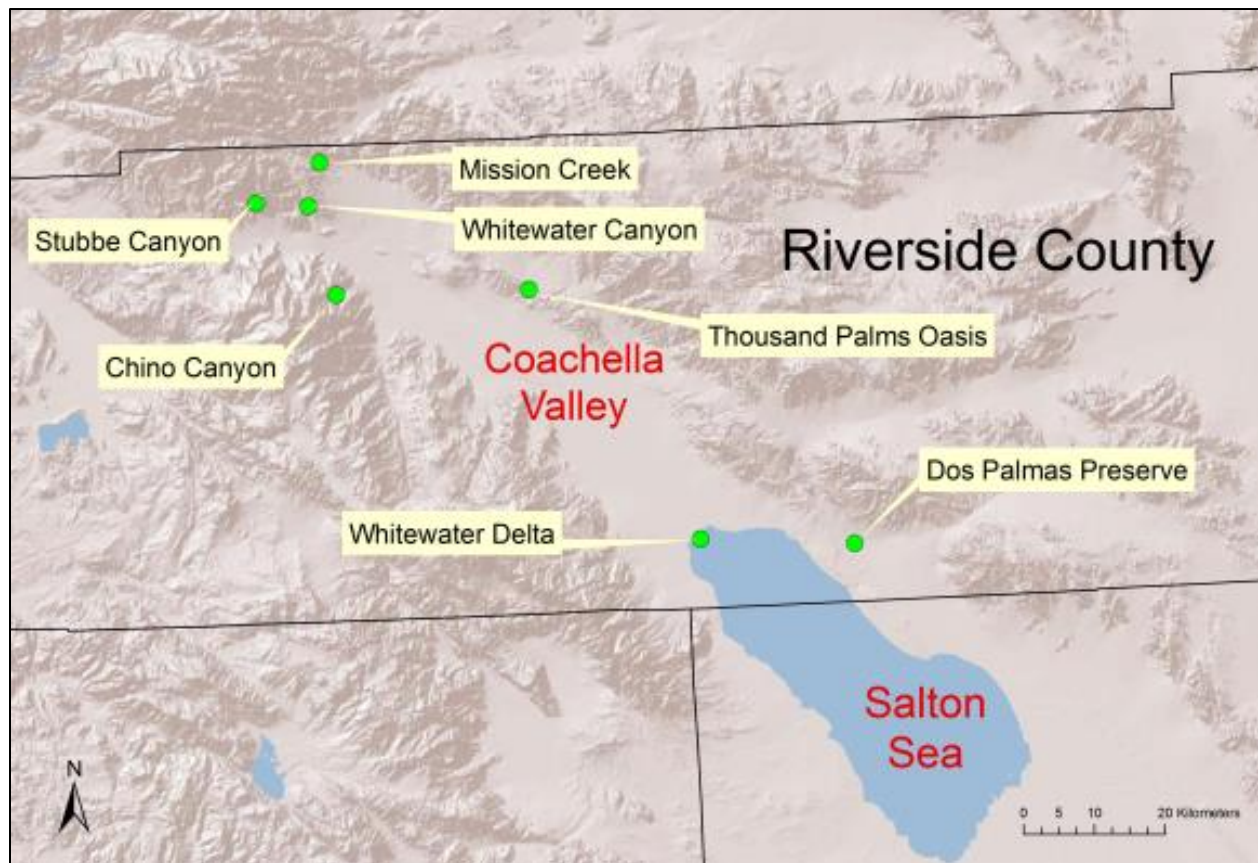 Mission Creek
Stubbe Canyon
Whitewater Canyon
Riverside County
Chino Canyon
Thousand Palms Oasis
Coachella
Valley
Dos Palmas Preserve
Whitewater Delta
Salton
Sea
N
0 5 10 20 Kilometers